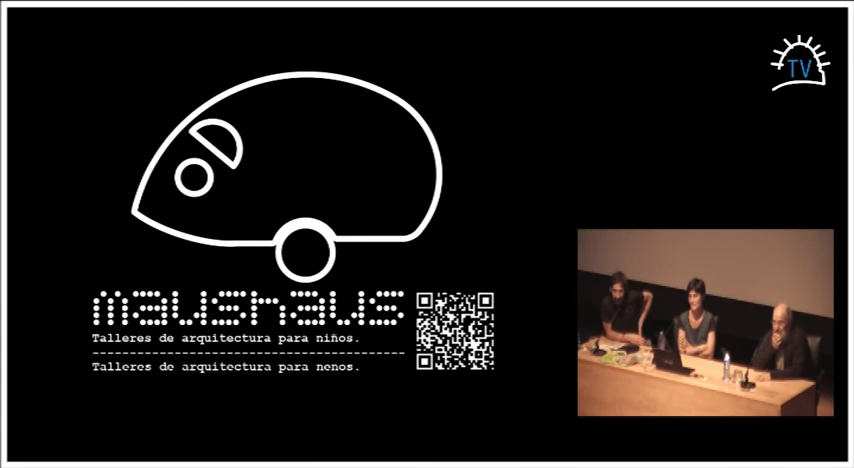 TV
maushaus
Talleres de arquitectura para niños.
Talleres de arquitectura para nenos.